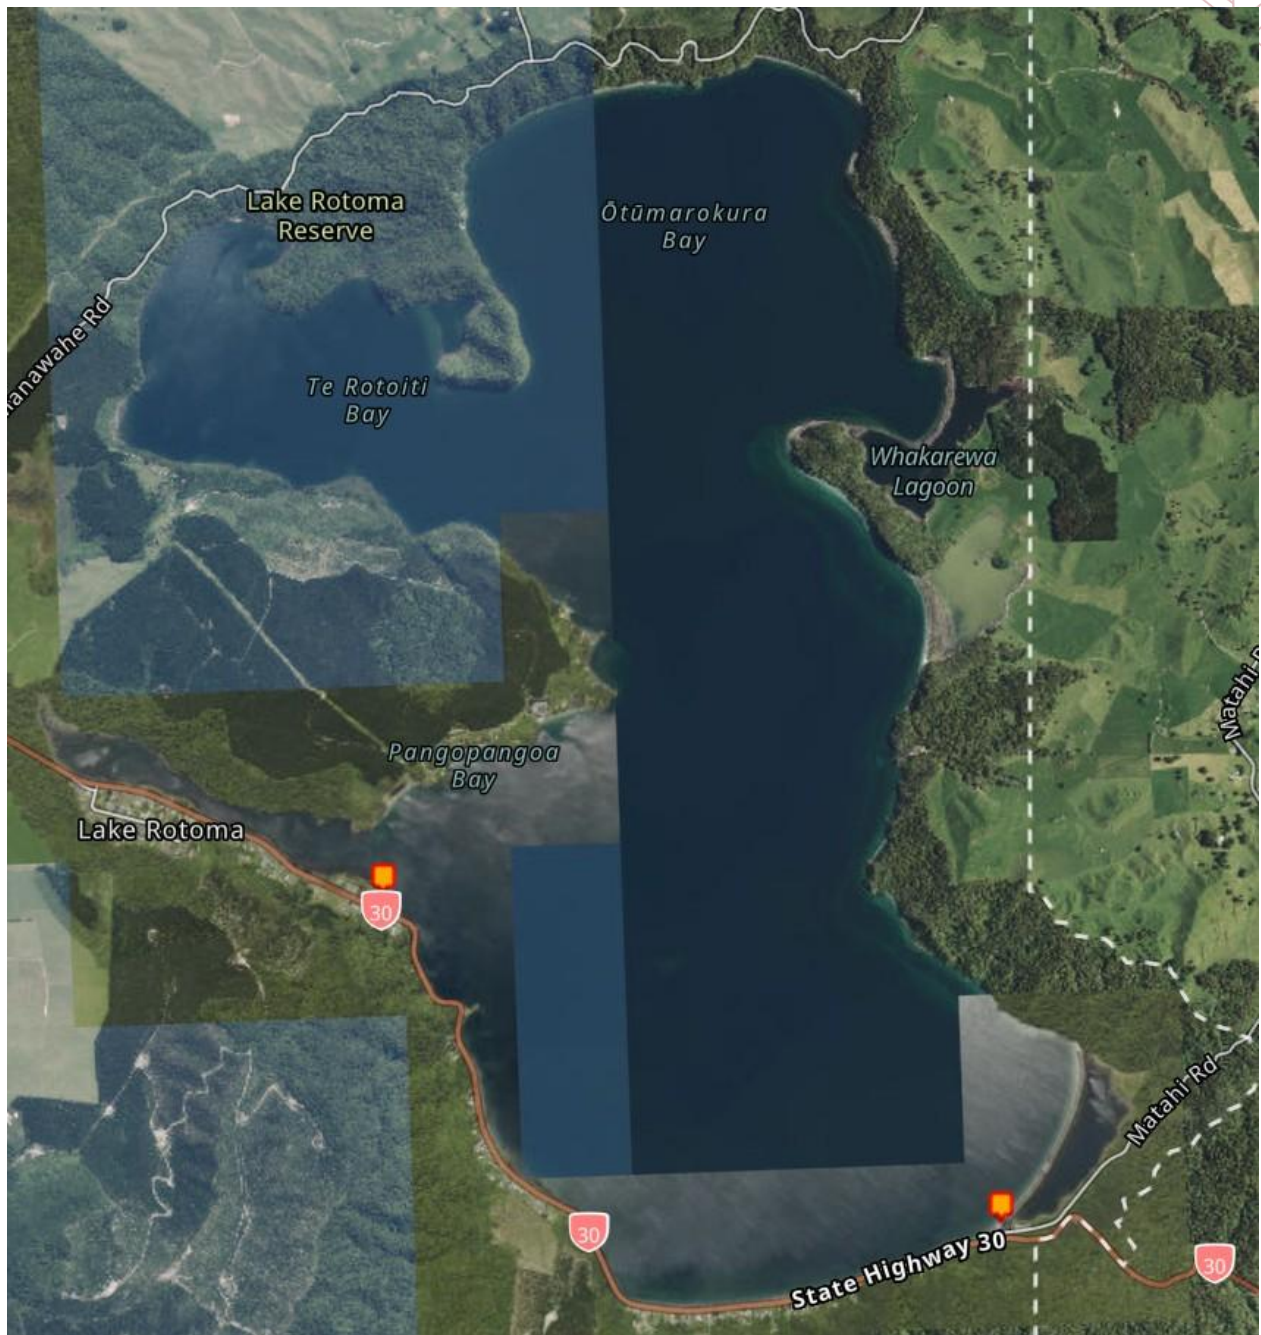 Lake Rotoma
Reserve
Ōtūmarokura
Bay
Te Rotoiti
Bay
Whakarewa
Lagoon
Pangopangoa
Bay
Lake Rotoma
30
Matahi Rd
30
State Highway 30
30